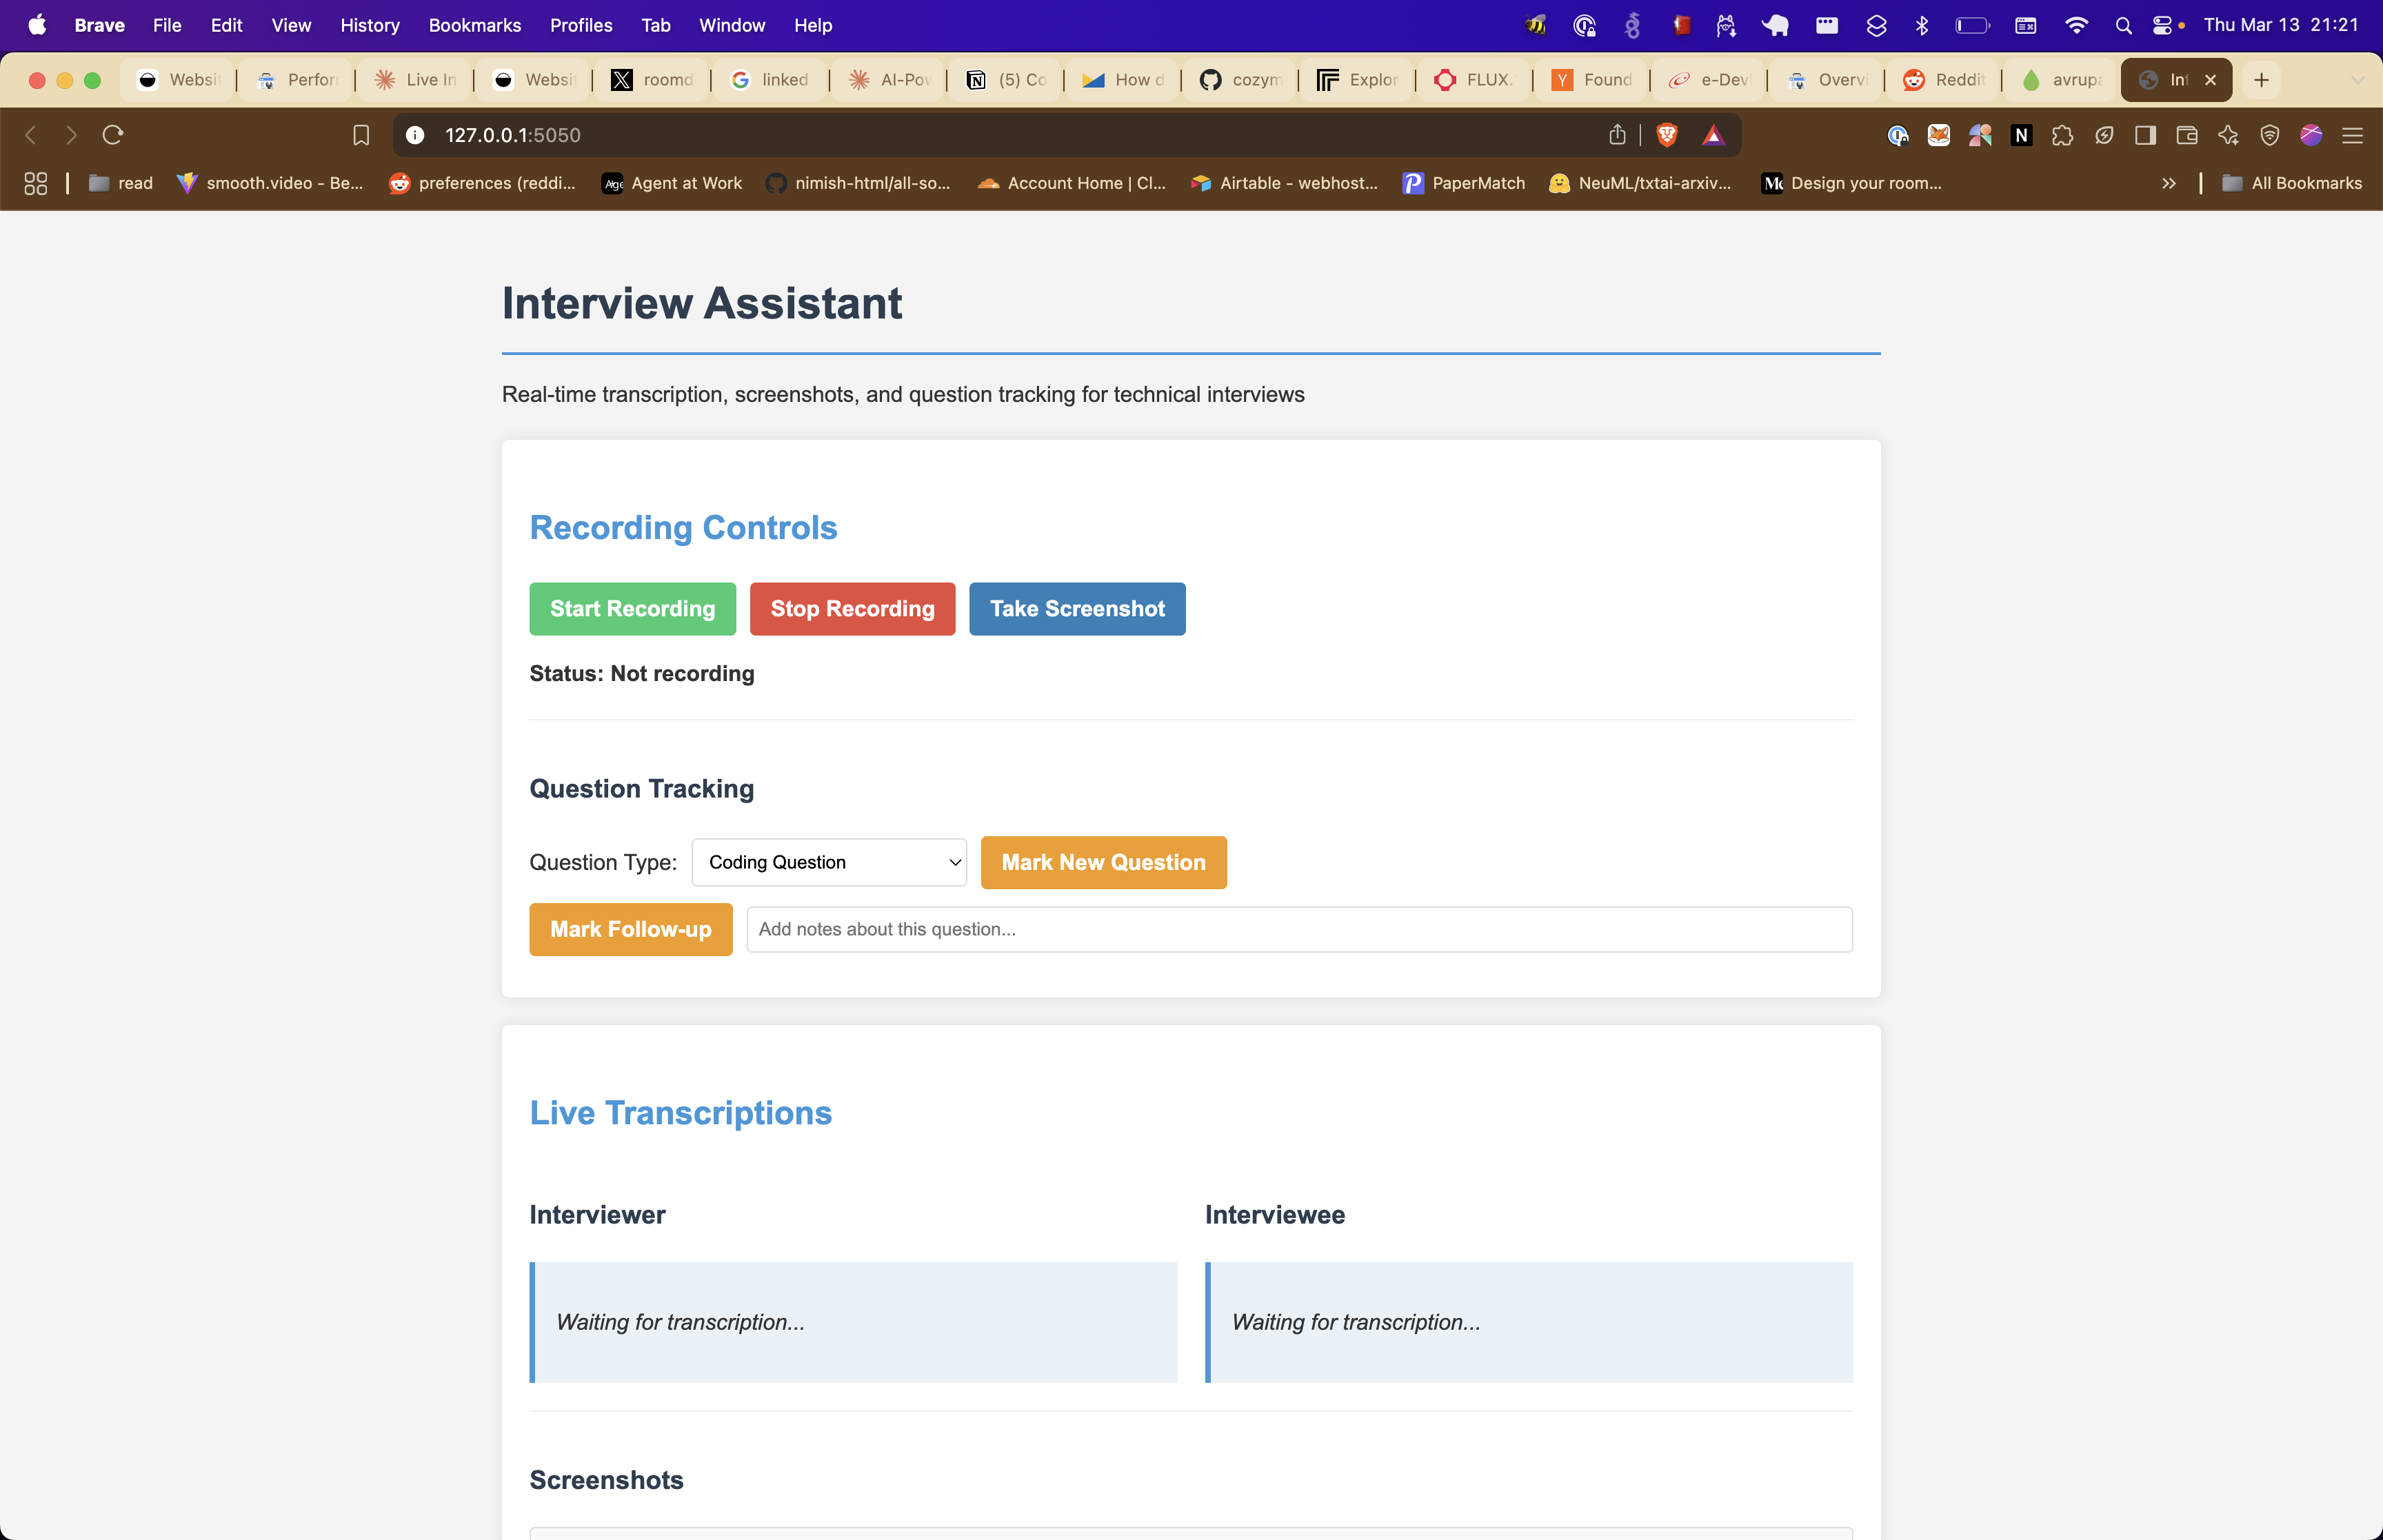 Brave File Edit View History Bookmarks Profiles Tab Window Help Thu Mar 13 21:21
Websi Perfor Live In Websi roomd linked AI-Pow (5) Co How d cozym Explor FLUX. Found e-Dev Overvi Reddit avrupa Int
127.0.0.1:5050
read smooth.video - Be... preferences (reddi... Agent at Work nimish-html/all-so... Account Home | Cl... Airtable - webhost... PaperMatch NeuML/txtai-arxiv... Design your room... All Bookmarks
Interview Assistant
Real-time transcription, screenshots, and question tracking for technical interviews
Recording Controls
Start Recording Stop Recording Take Screenshot
Status: Not recording
Question Tracking
Question Type: Coding Question Mark New Question
Mark Follow-up Add notes about this question...
Live Transcriptions
Interviewer Interviewee
Waiting for transcription... Waiting for transcription...
Screenshots